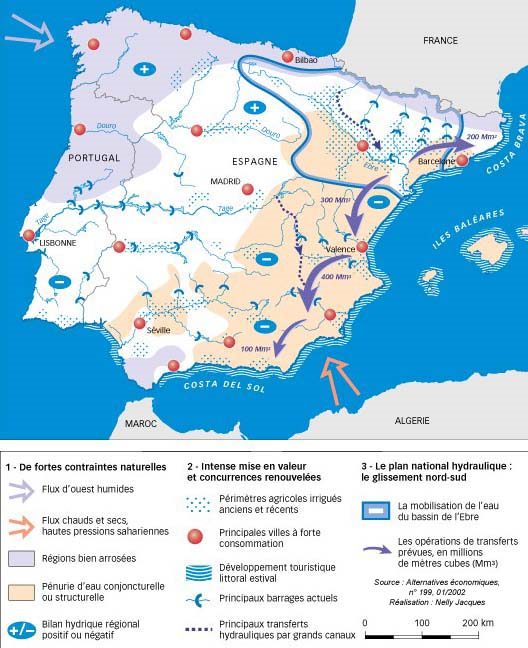 FRANCE
Bilbao
+
+
Douro
Douro
200 Mm³
Ebre
Barcelone
COSTA BRAVA
PORTUGAL
ESPAGNE
MADRID
300 Mm³
–
ILES BALÉARES
Tage
Tage
LISBONNE
Valence
–
–
400 Mm³
Séville
–
100 Mm³
COSTA DEL SOL
MAROC
ALGERIE
1 - De fortes contraintes naturelles
Flux d'ouest humides
Flux chauds et secs,
hautes pressions sahariennes
Régions bien arrosées
Pénurie d'eau conjoncturelle
ou structurelle
+/–
Bilan hydrique régional
positif ou négatif
2 - Intense mise en valeur
et concurrences renouvelées
Périmètres agricoles irrigués
anciens et récents
Principales villes à forte
consommation
Développement touristique
littoral estival
Principaux barrages actuels
Principaux transferts
hydrauliques par grands canaux
3 - Le plan national hydraulique :
le glissement nord-sud
–
La mobilisation de l'eau
du bassin de l'Ebre
Les opérations de transferts
prévues, en millions
de mètres cubes (Mm³)
Source : Alternatives économiques,
n° 199, 01/2002
Réalisation : Nelly Jacques
0 100 200 km